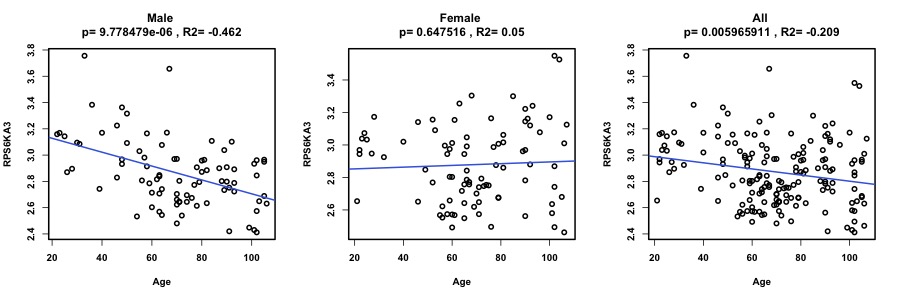 Male
p= 9.778479e-06 , R2= -0.462
RPS6KA3
3.8
3.6
3.4
3.2
3.0
2.8
2.6
2.4
20 40 60 80 100
Age
Female
p= 0.647516 , R2= 0.05
RPS6KA3
3.4
3.2
3.0
2.8
2.6
20 40 60 80 100
Age
All
p= 0.005965911 , R2= -0.209
RPS6KA3
3.8
3.6
3.4
3.2
3.0
2.8
2.6
2.4
20 40 60 80 100
Age